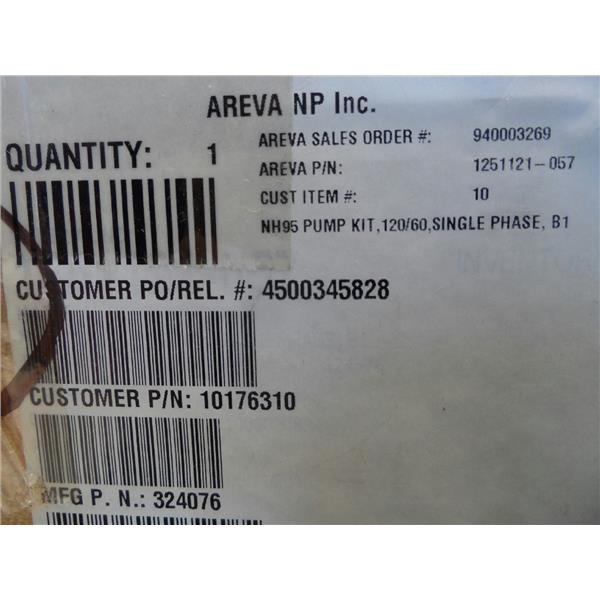 AREVA NP Inc.
QUANTITY: 1
AREVA SALES ORDER #: 940003269
AREVA P/N: 1251121-057
CUST ITEM #: 10
NH95 PUMP KIT,120/60,SINGLE PHASE, B1
CUSTOMER PO/REL. #: 4500345828
CUSTOMER P/N: 10176310
MFG P. N.: 324076